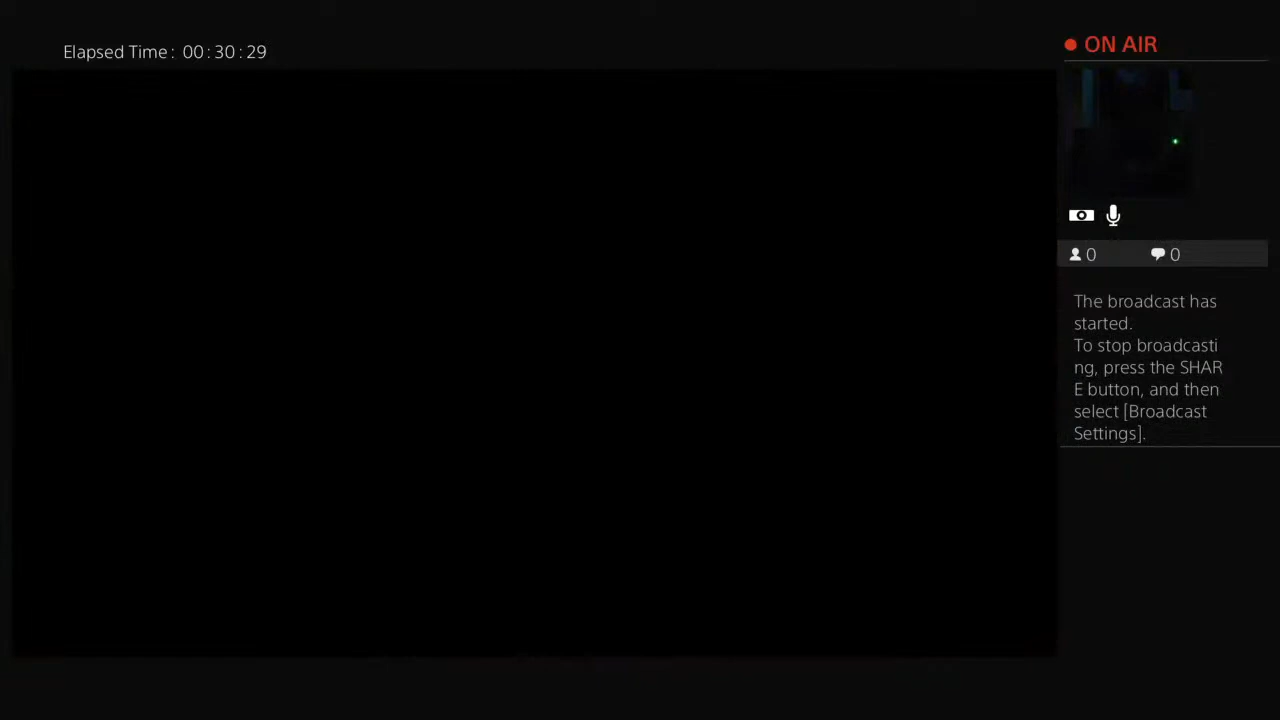 Elapsed Time: 00:30:29
ON AIR
0 0
The broadcast has
started.
To stop broadcasti
ng, press the SHAR
E button, and then
select [Broadcast
Settings].